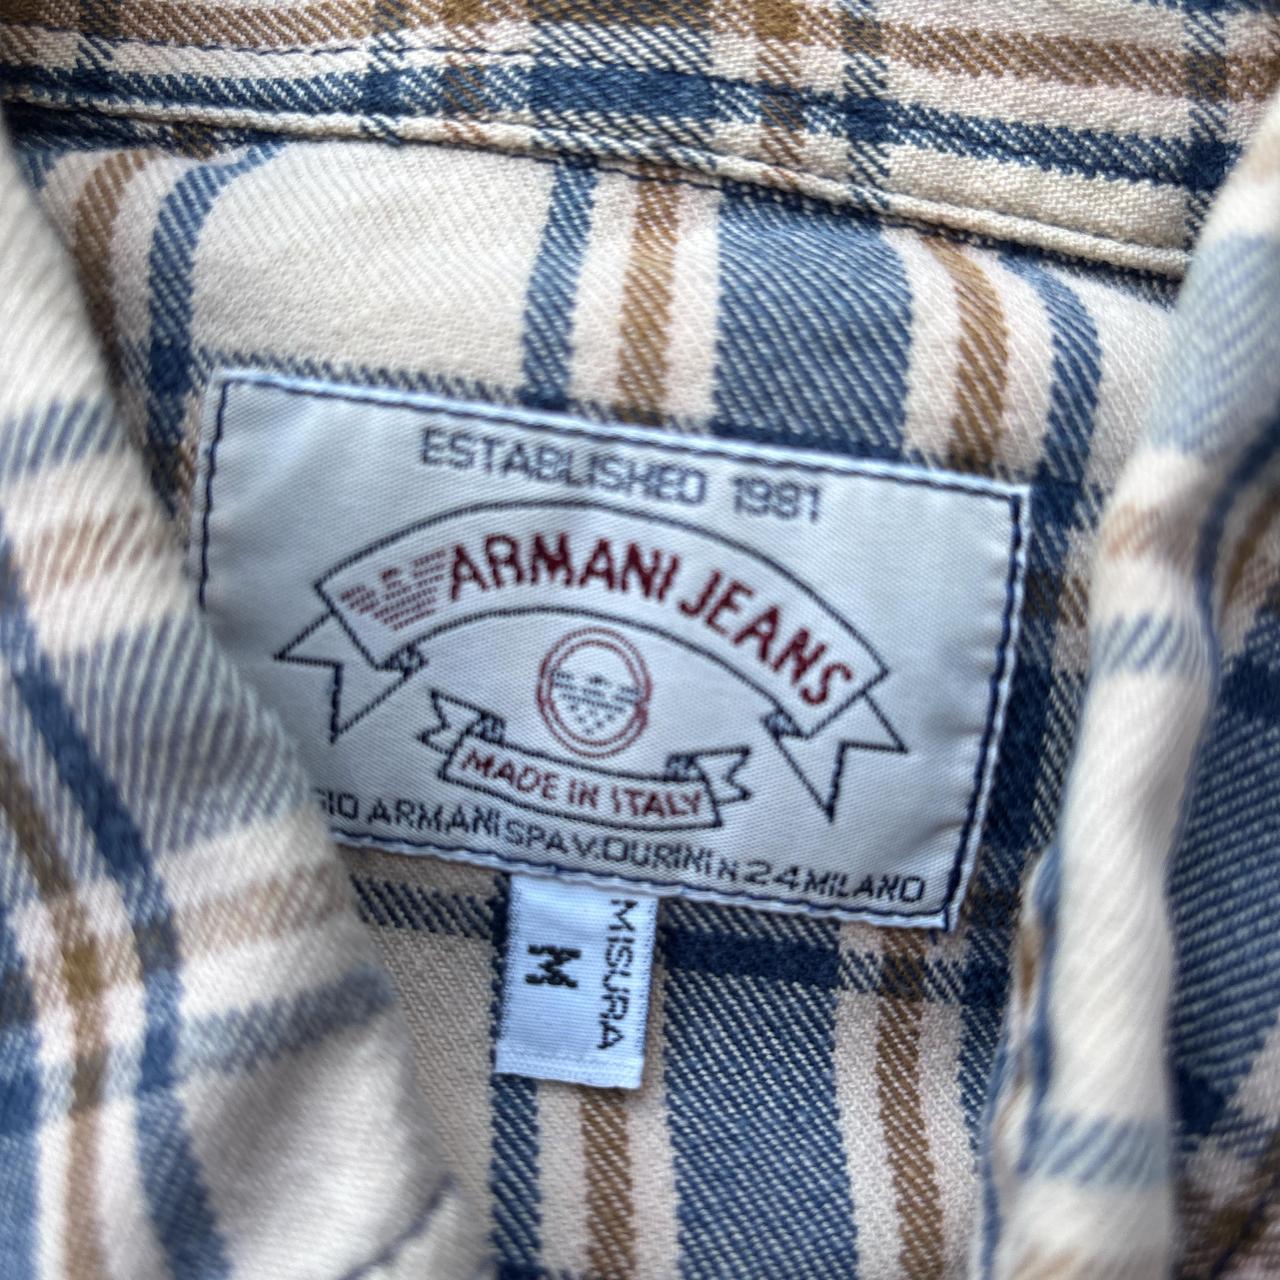 ESTABLISHED 1981
ARMANI JEANS
MADE IN ITALY
GIO ARMANI SPA V. DURINI N 24 MILANO
MISURA
M